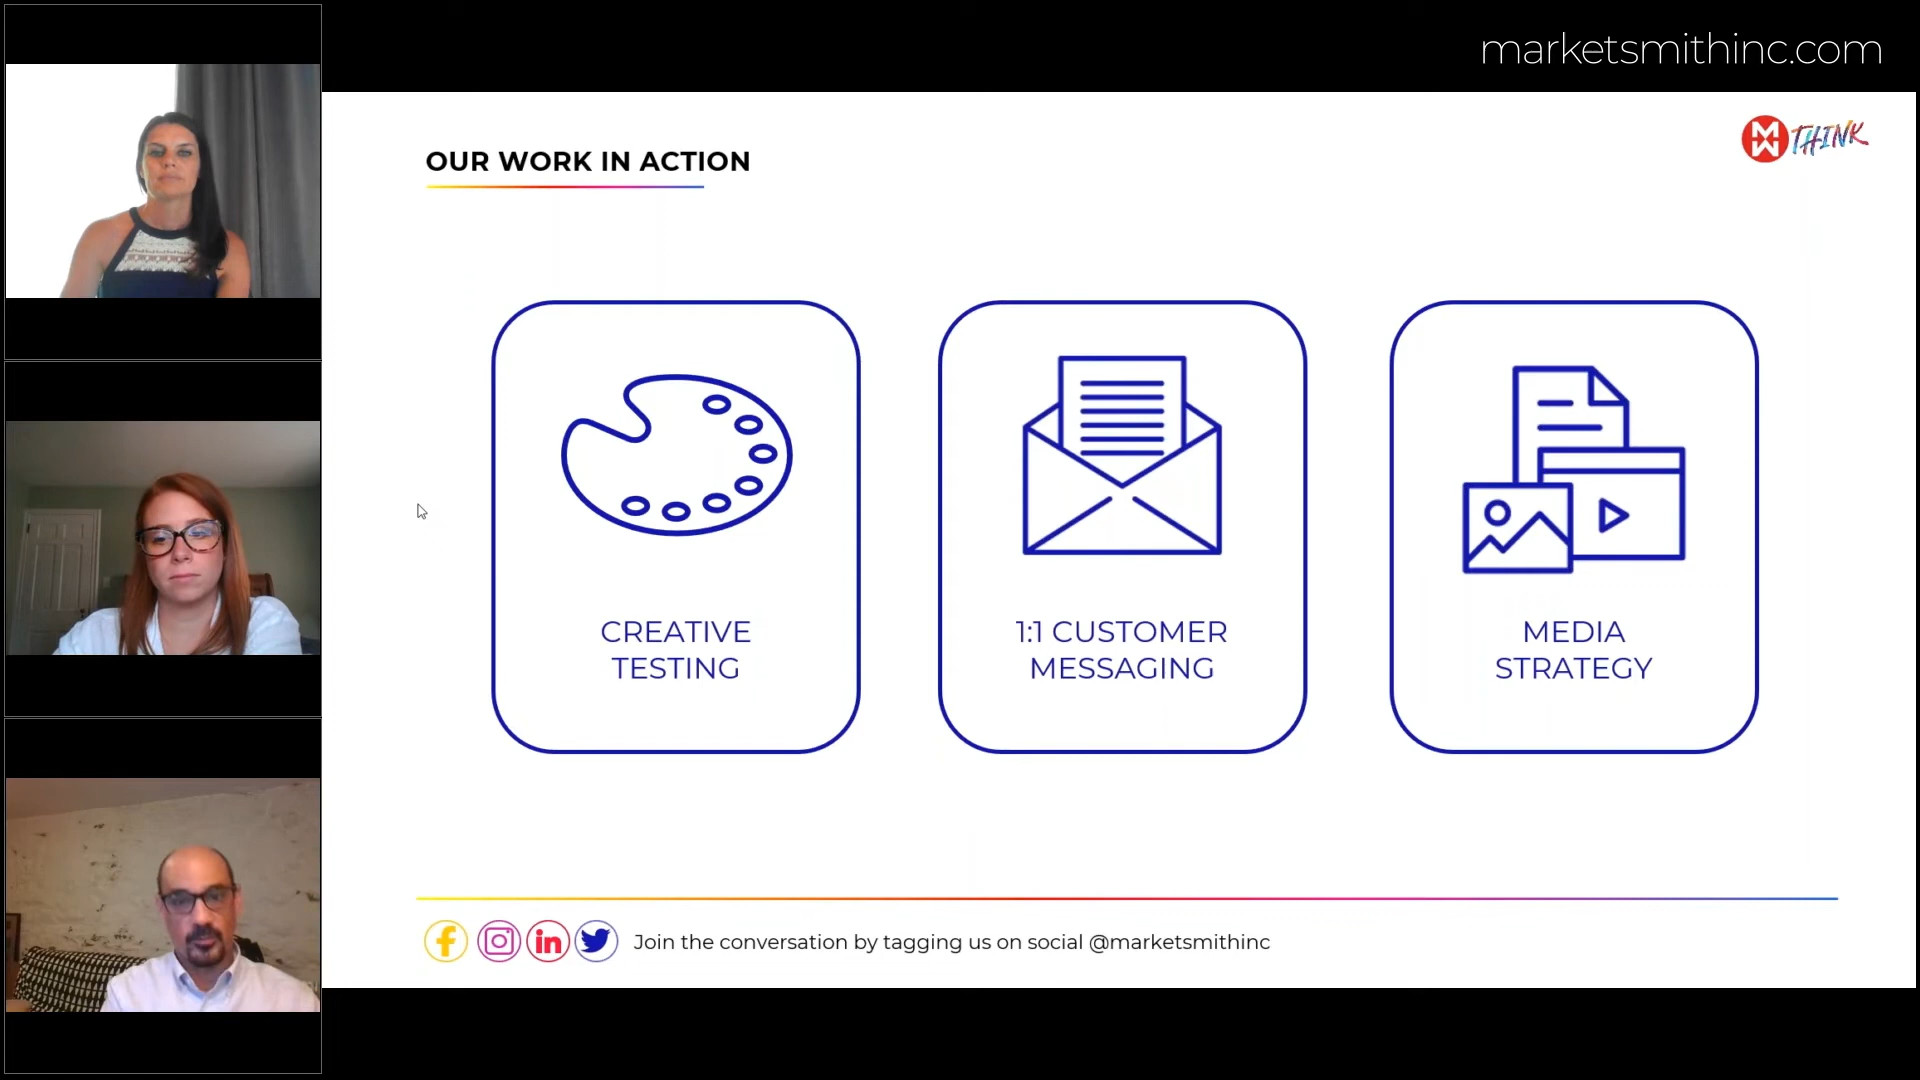 marketsmithinc.com
THINK
OUR WORK IN ACTION
CREATIVE
TESTING
1:1 CUSTOMER
MESSAGING
MEDIA
STRATEGY
Join the conversation by tagging us on social @marketsmithinc